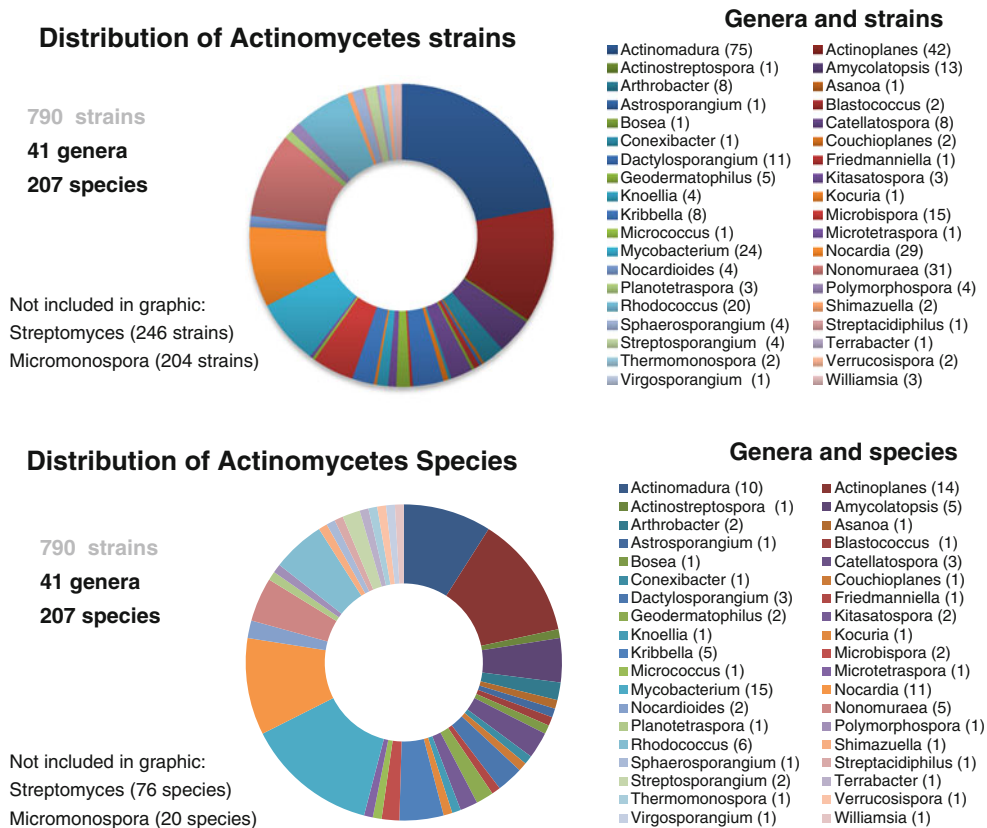 Distribution of Actinomycetes strains
790 strains
41 genera
207 species
Not included in graphic:
Streptomyces (246 strains)
Micromonospora (204 strains)
Genera and strains
Actinomadura (75) Actinoplanes (42)
Actinostreptospora (1) Amycolatopsis (13)
Arthrobacter (8) Asanoa (1)
Astrosporangium (1) Blastococcus (2)
Bosea (1) Catellatospora (8)
Conexibacter (1) Couchioplanes (2)
Dactylosporangium (11) Friedmanniella (1)
Geodermatophilus (5) Kitasatospora (3)
Knoellia (4) Kocuria (1)
Kribbella (8) Microbispora (15)
Micrococcus (1) Microtetraspora (1)
Mycobacterium (24) Nocardia (29)
Nocardioides (4) Nonomuraea (31)
Planotetraspora (3) Polymorphospora (4)
Rhodococcus (20) Shimazuella (2)
Sphaerosporangium (4) Streptacidiphilus (1)
Streptosporangium (4) Terrabacter (1)
Thermomonospora (2) Verrucosispora (2)
Virgosporangium (1) Williamsia (3)
Distribution of Actinomycetes Species
790 strains
41 genera
207 species
Not included in graphic:
Streptomyces (76 species)
Micromonospora (20 species)
Genera and species
Actinomadura (10) Actinoplanes (14)
Actinostreptospora (1) Amycolatopsis (5)
Arthrobacter (2) Asanoa (1)
Astrosporangium (1) Blastococcus (1)
Bosea (1) Catellatospora (3)
Conexibacter (1) Couchioplanes (1)
Dactylosporangium (3) Friedmanniella (1)
Geodermatophilus (2) Kitasatospora (2)
Knoellia (1) Kocuria (1)
Kribbella (5) Microbispora (2)
Micrococcus (1) Microtetraspora (1)
Mycobacterium (15) Nocardia (11)
Nocardioides (2) Nonomuraea (5)
Planotetraspora (1) Polymorphospora (1)
Rhodococcus (6) Shimazuella (1)
Sphaerosporangium (1) Streptacidiphilus (1)
Streptosporangium (2) Terrabacter (1)
Thermomonospora (1) Verrucosispora (1)
Virgosporangium (1) Williamsia (1)